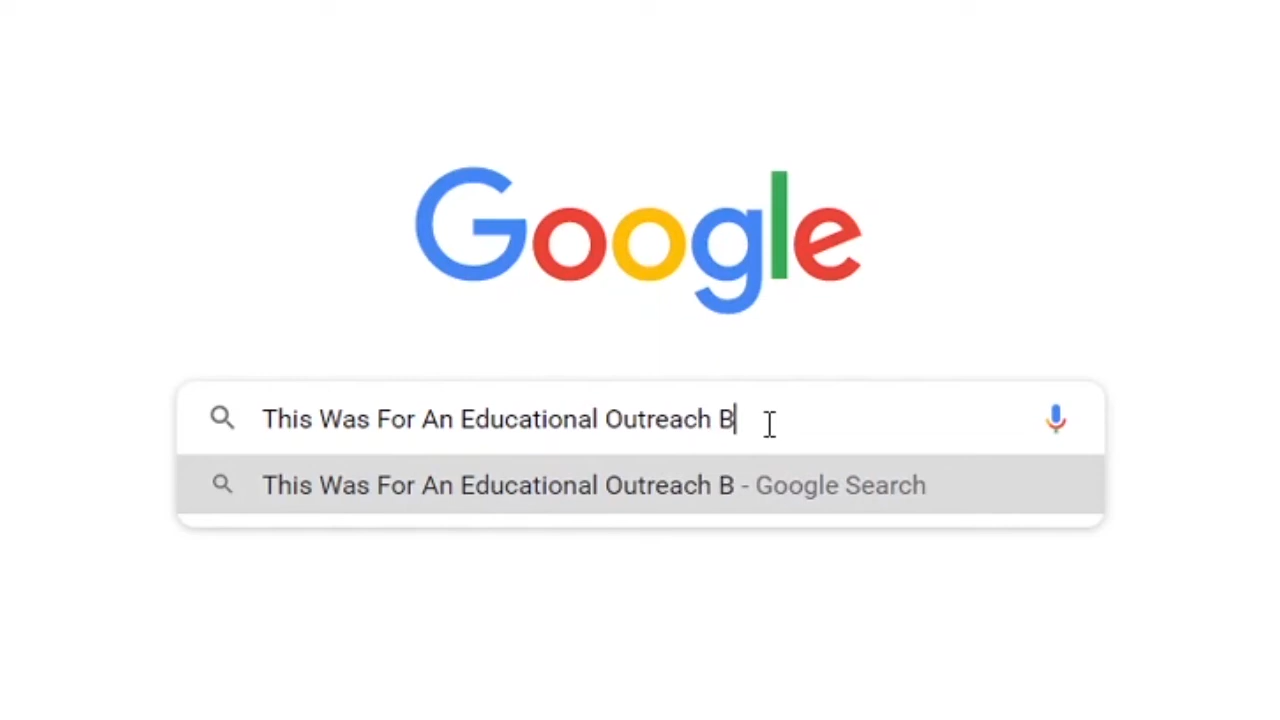 Google
This Was For An Educational Outreach B
This Was For An Educational Outreach B - Google Search